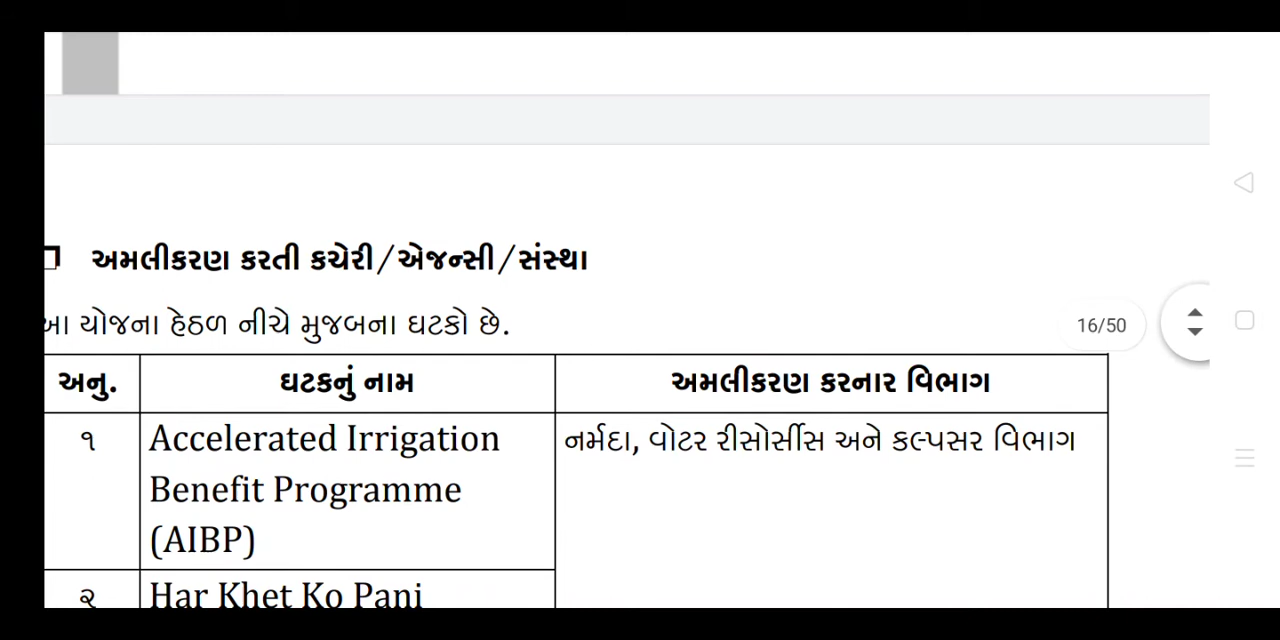 અમલીકરણ કરતી કચેરી/એજન્સી/સંસ્થા
આ યોજના હેઠળ નીચે મુજબના ઘટકો છે.
16/50
અનુ. ઘટકનું નામ અમલીકરણ કરનાર વિભાગ
૧ Accelerated Irrigation નર્મદા, વોટર રીસોર્સીસ અને કલ્પસર વિભાગ
Benefit Programme
(AIBP)
૨ Har Khet Ko Pani